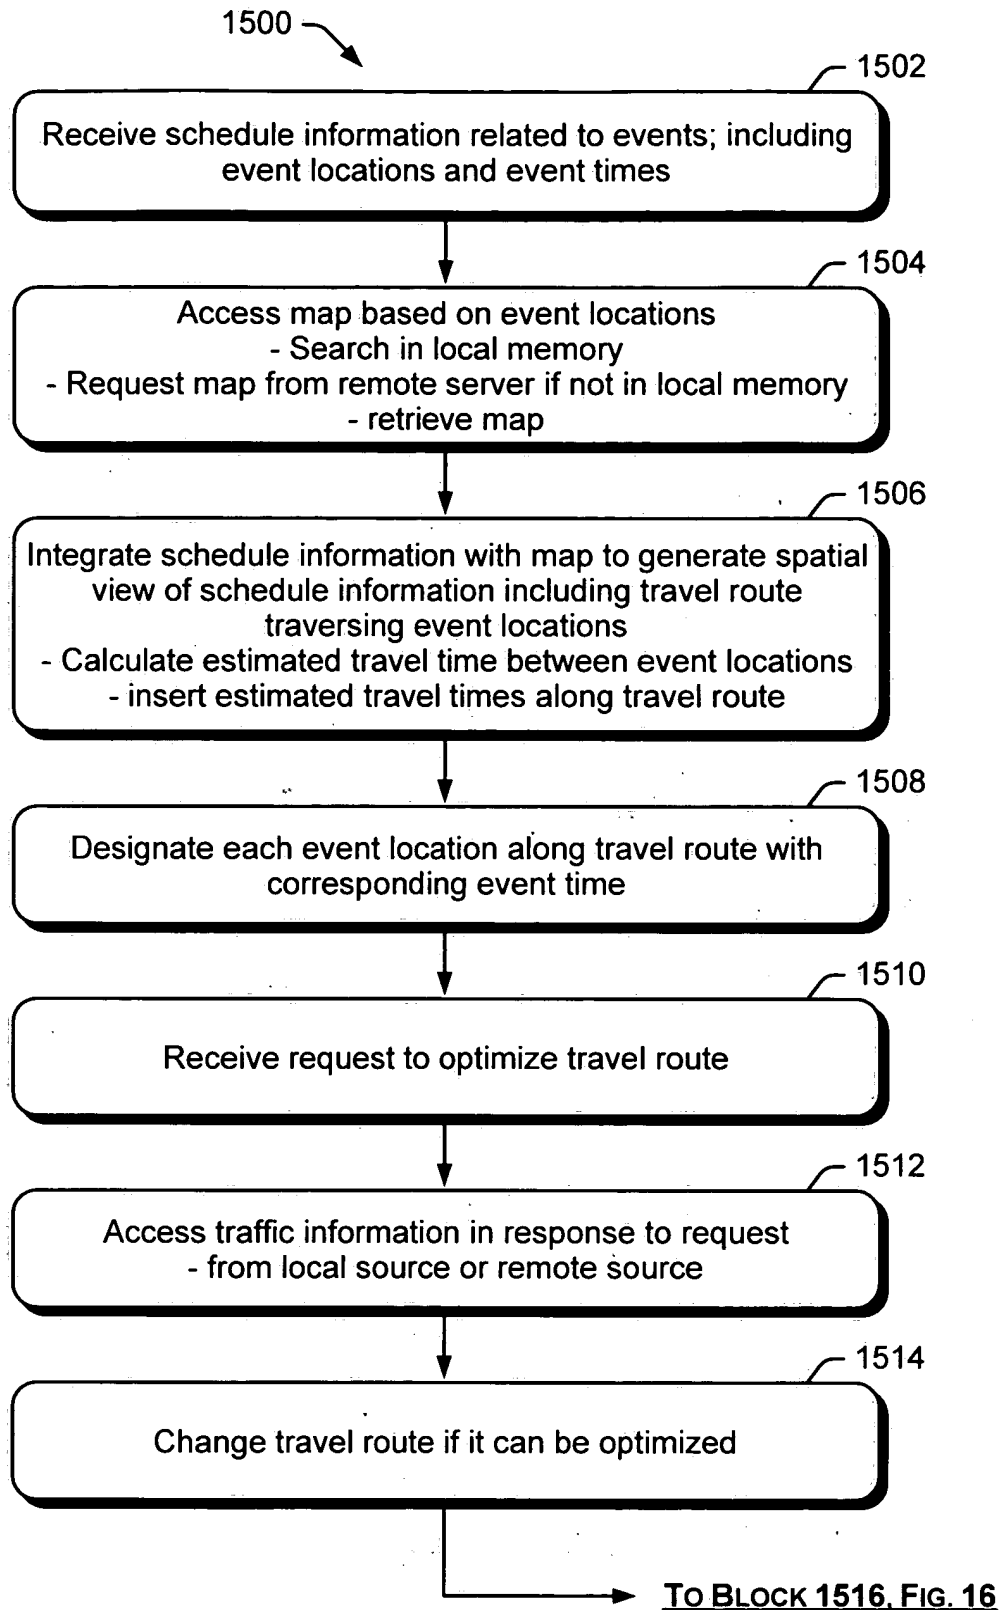 1500
1502
Receive schedule information related to events; including
event locations and event times
1504
Access map based on event locations
- Search in local memory
- Request map from remote server if not in local memory
- retrieve map
1506
Integrate schedule information with map to generate spatial
view of schedule information including travel route
traversing event locations
- Calculate estimated travel time between event locations
- insert estimated travel times along travel route
1508
Designate each event location along travel route with
corresponding event time
1510
Receive request to optimize travel route
1512
Access traffic information in response to request
- from local source or remote source
1514
Change travel route if it can be optimized
TO BLOCK 1516, FIG. 16